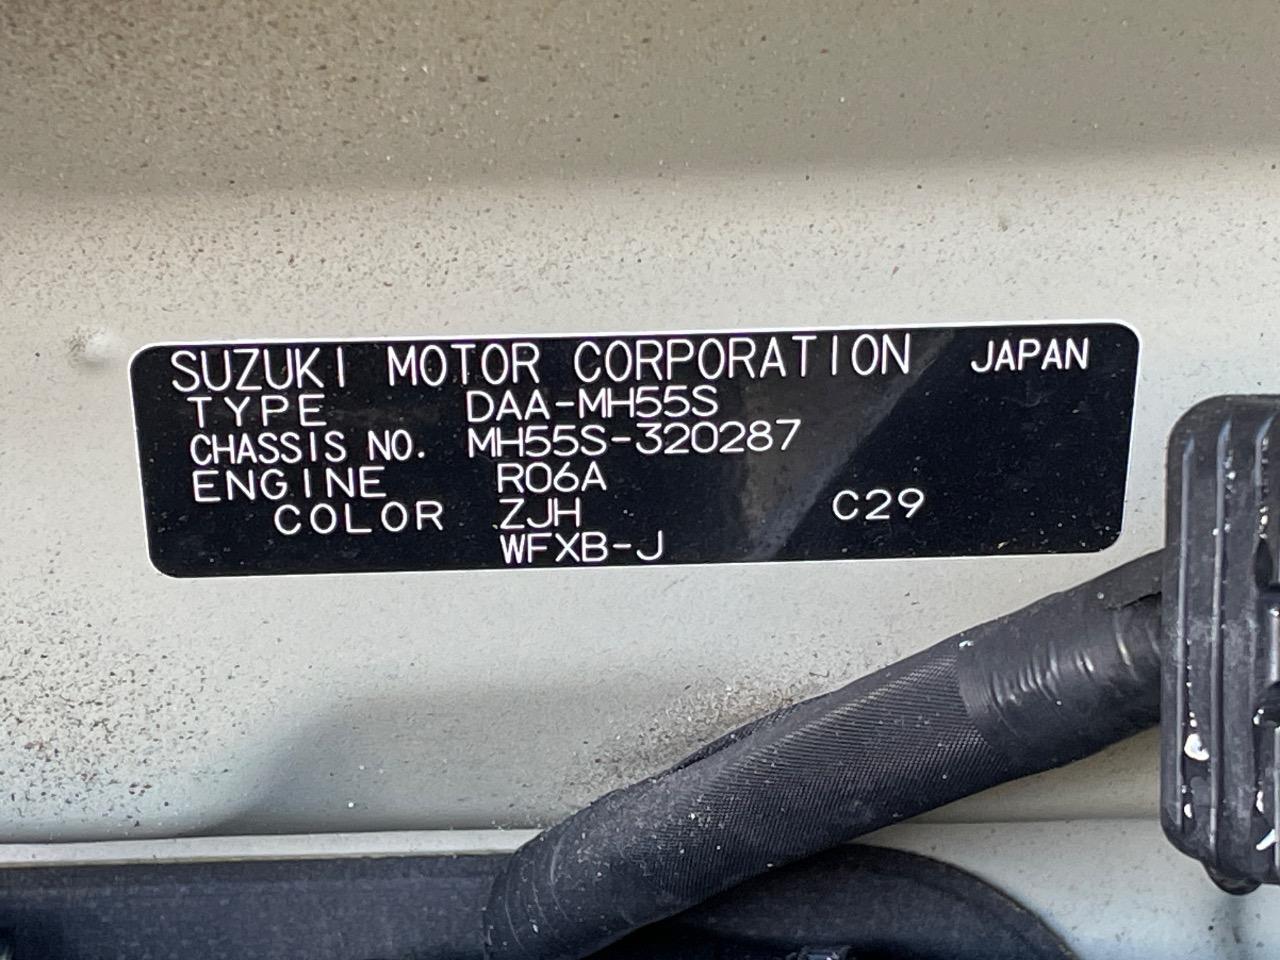 SUZUKI MOTOR CORPORATION JAPAN
TYPE DAA-MH55S
CHASSIS NO. MH55S-320287
ENGINE R06A
COLOR ZJH C29
WFXB-J